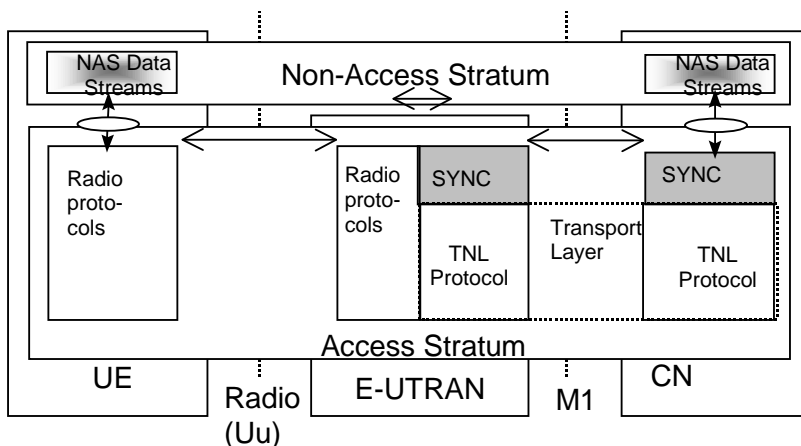 NAS Data
Streams
Non-Access Stratum
NAS Data
Streams
Radio
proto-
cols
Radio
proto-
cols
SYNC
TNL
Protocol
Transport
Layer
SYNC
TNL
Protocol
Access Stratum
UE
Radio
(Uu)
E-UTRAN
M1
CN